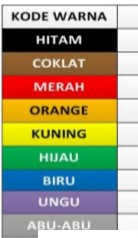 KODE WARNA
HITAM
COKLAT
MERAH
ORANGE
KUNING
HIJAU
BIRU
UNGU
ABU-ABU